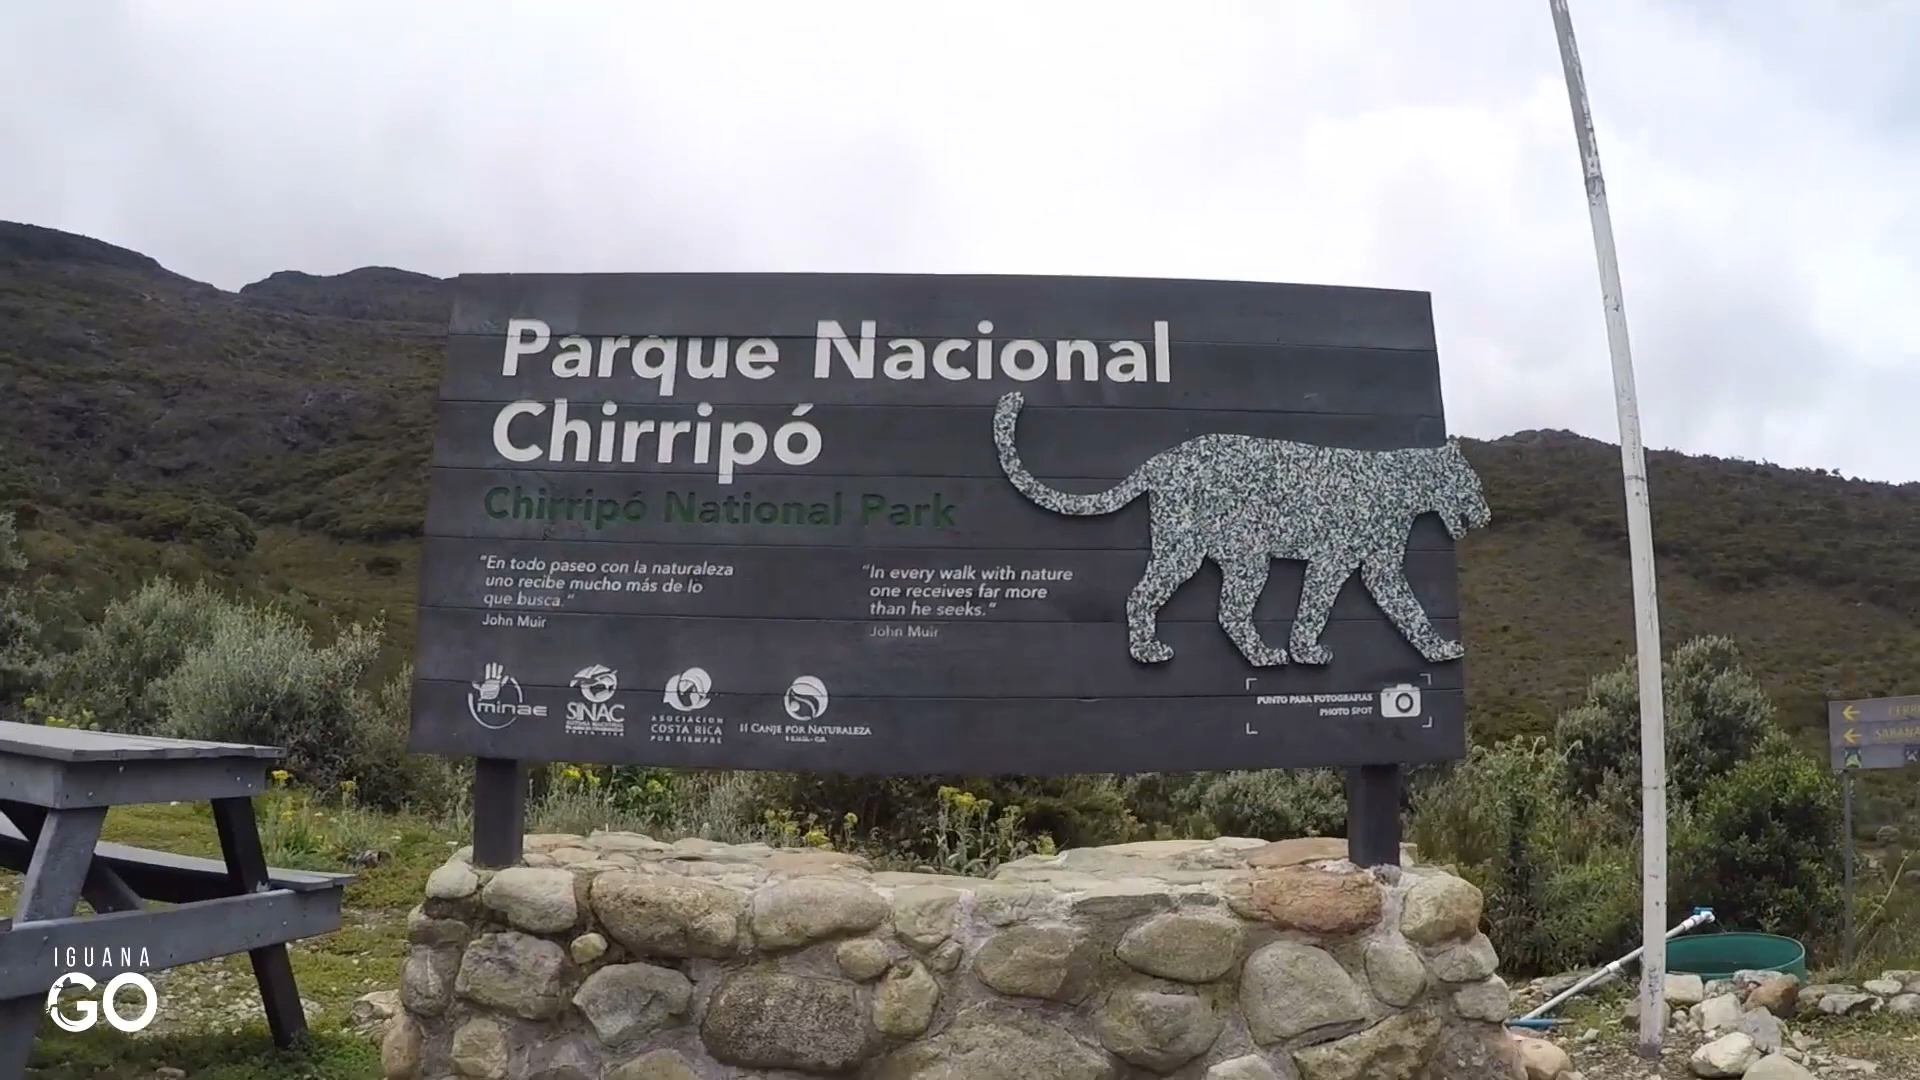 Parque Nacional
Chirripó
Chirripó National Park
"En todo paseo con la naturaleza
uno recibe mucho más de lo
que busca."
John Muir
"In every walk with nature
one receives far more
than he seeks."
John Muir
minae
SINAC
ASOCIACION
COSTA RICA
POR SIEMPRE
II CANJE POR NATURALEZA
PUNTO PARA FOTOGRAFIAS
PHOTO SPOT
IGUANA
GO